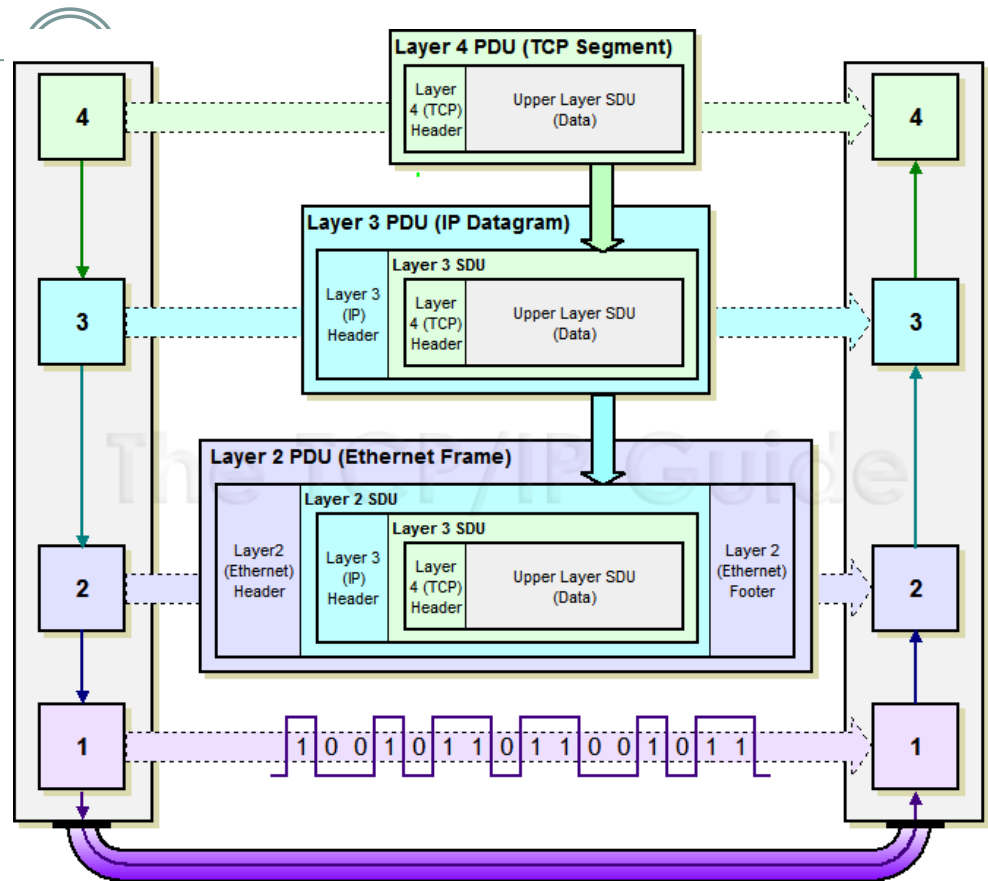 Layer 4 PDU (TCP Segment)
4
Layer
4 (TCP)
Header
Upper Layer SDU
(Data)
4
Layer 3 PDU (IP Datagram)
Layer 3 SDU
3
Layer 3
(IP)
Header
Layer
4 (TCP)
Header
Upper Layer SDU
(Data)
3
The TCP/IP Guide
Layer 2 PDU (Ethernet Frame)
Layer 2 SDU
Layer 3 SDU
2
Layer2
(Ethernet)
Header
Layer 3
(IP)
Header
Layer
4 (TCP)
Header
Upper Layer SDU
(Data)
Layer 2
(Ethernet)
Footer
2
1
1 0 0 1 0 1 1 0 1 1 0 0 1 0 1 1
1